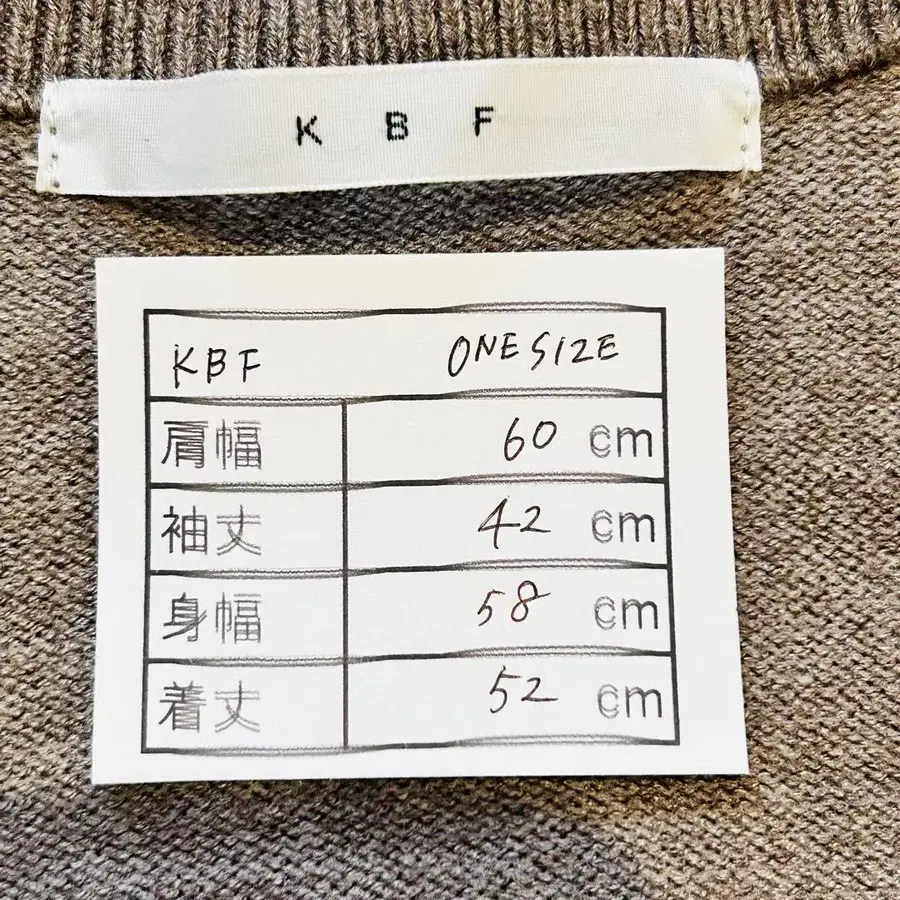 K B F
KBF ONE SIZE
肩幅 60 cm
袖丈 42 cm
身幅 58 cm
着丈 52 cm